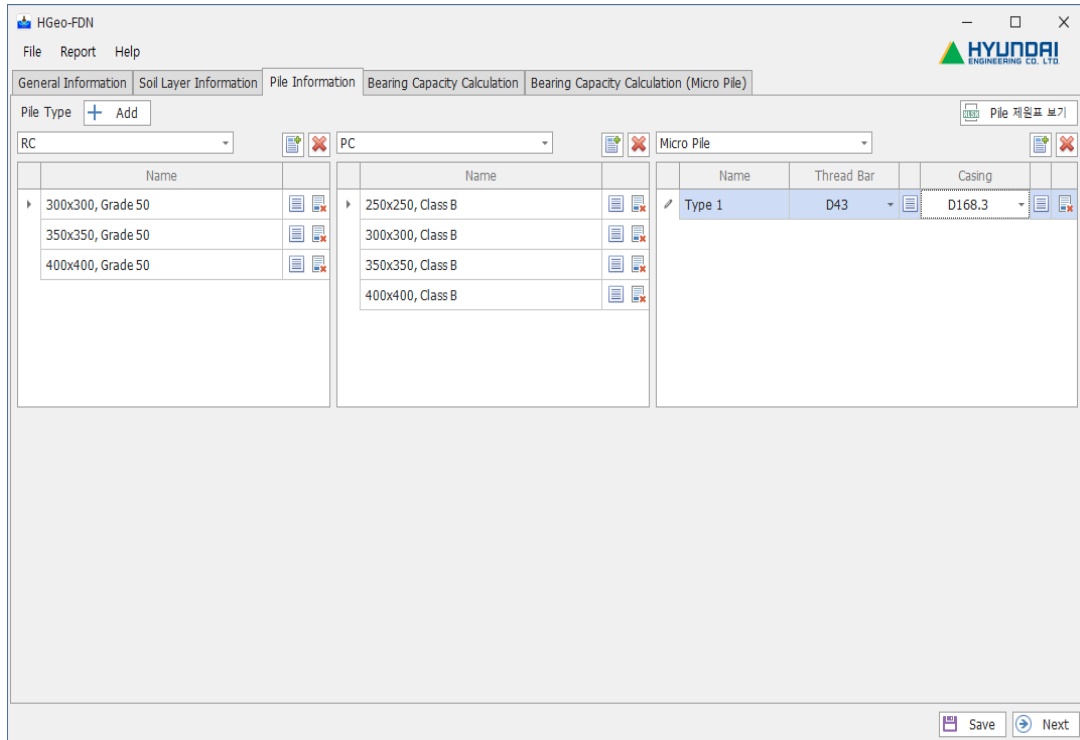 HGeo-FDN
File Report Help
HYUNDAI
ENGINEERING CO. LTD.
General Information Soil Layer Information Pile Information Bearing Capacity Calculation Bearing Capacity Calculation (Micro Pile)
Pile Type Add Pile 제원표 보기
RC PC Micro Pile
Name Name Name Thread Bar Casing
300x300, Grade 50 250x250, Class B Type 1 D43 D168.3
350x350, Grade 50 300x300, Class B
400x400, Grade 50 350x350, Class B
400x400, Class B
Save Next